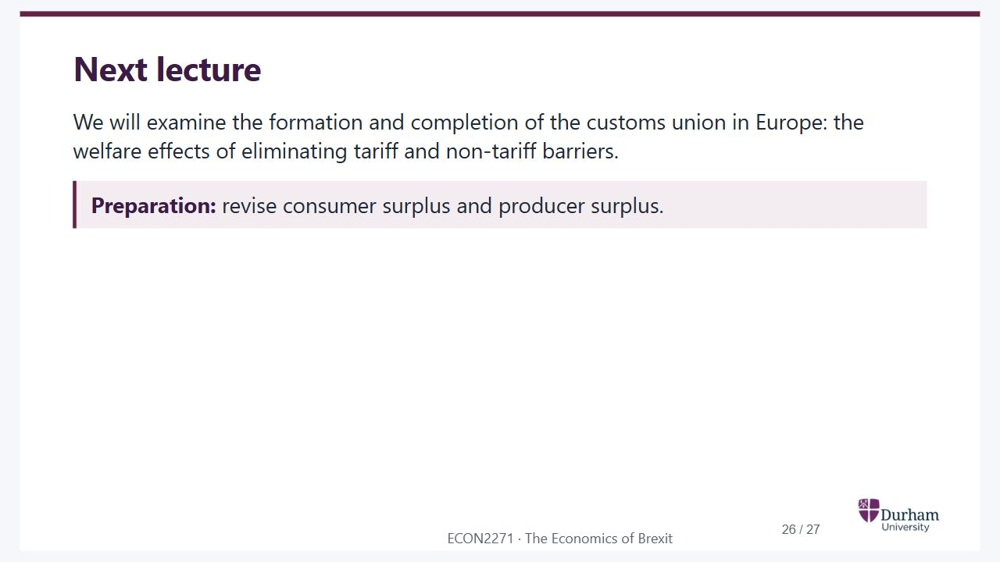 Next lecture
We will examine the formation and completion of the customs union in Europe: the
welfare effects of eliminating tariff and non-tariff barriers.
Preparation: revise consumer surplus and producer surplus.
ECON2271 · The Economics of Brexit
26 / 27
Durham
University